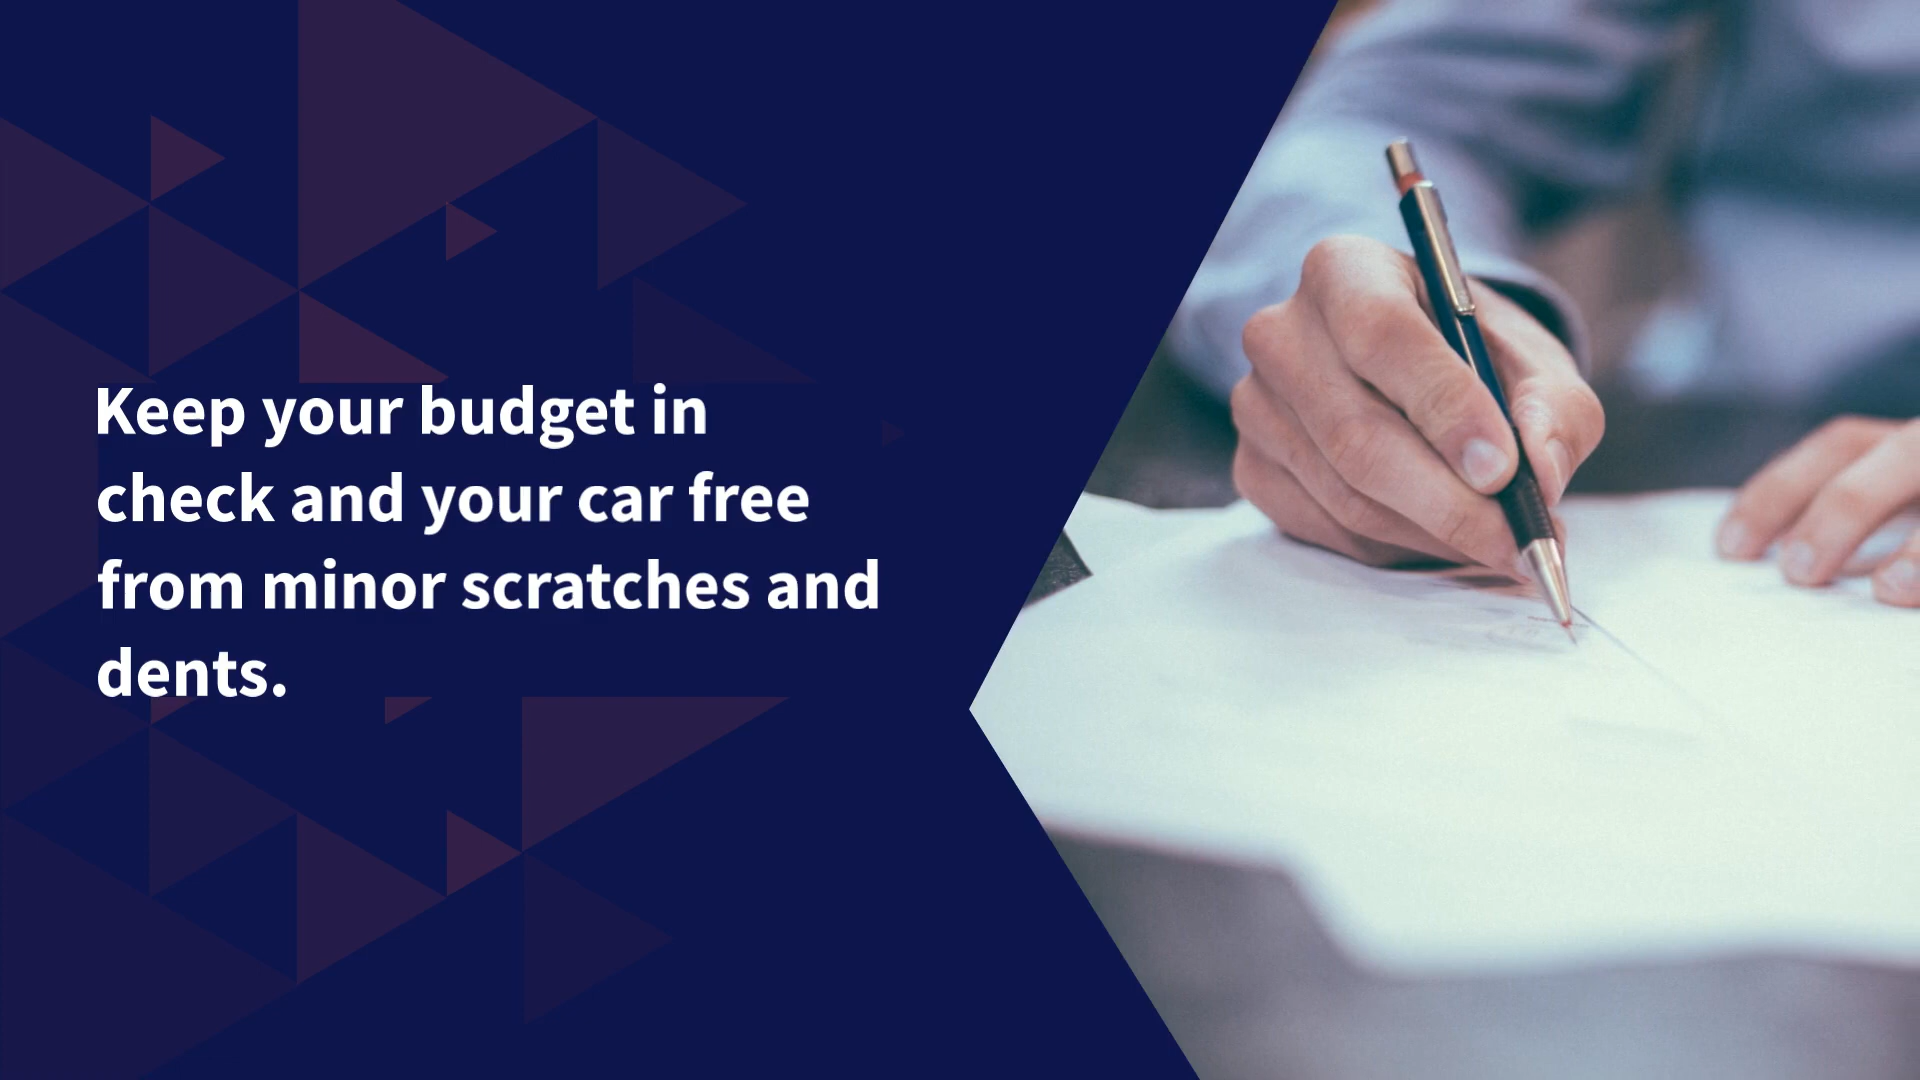 Keep your budget in
check and your car free
from minor scratches and
dents.